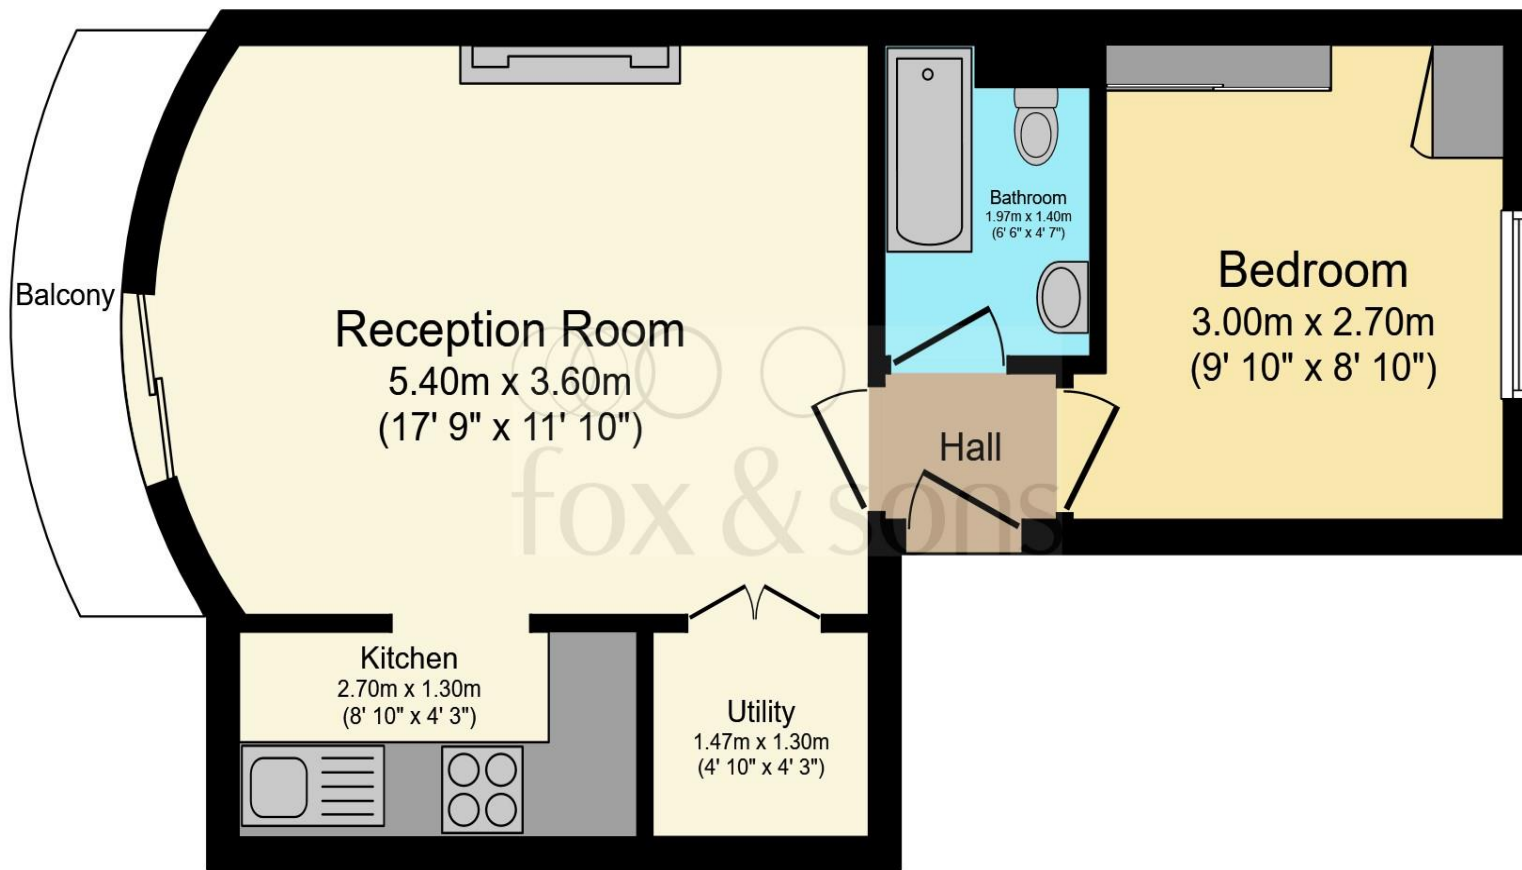 Balcony
Reception Room
5.40m x 3.60m
(17' 9" x 11' 10")
Bathroom
1.97m x 1.40m
(6' 6" x 4' 7")
Bedroom
3.00m x 2.70m
(9' 10" x 8' 10")
Hall
fox & sons
Kitchen
2.70m x 1.30m
(8' 10" x 4' 3")
Utility
1.47m x 1.30m
(4' 10" x 4' 3")